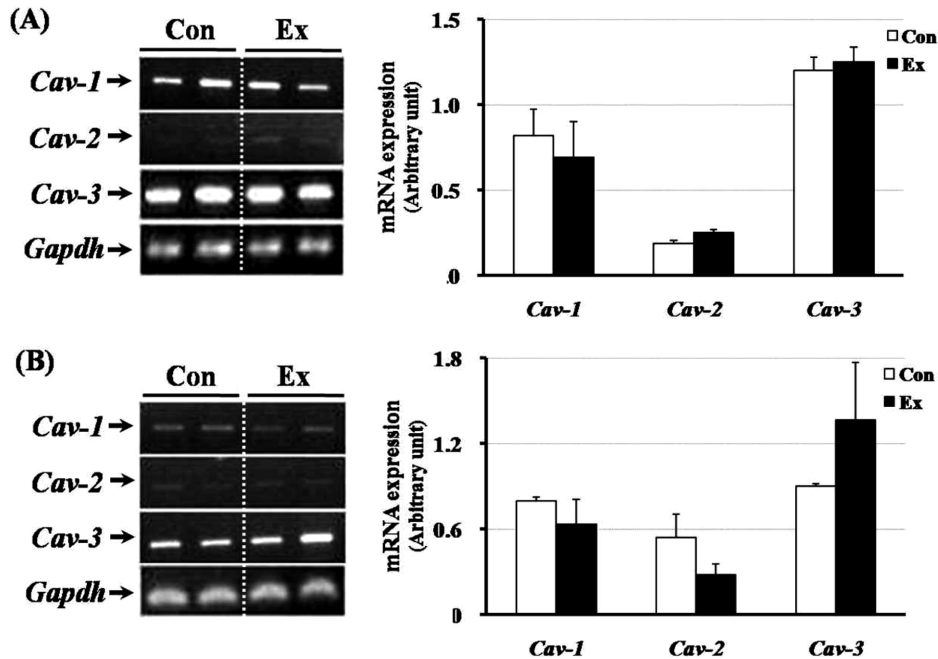 (A)
Con Ex
Cav-1
Cav-2
Cav-3
Gapdh
mRNA expression
(Arbitrary unit)
1.5
1.0
0.5
.0
Cav-1 Cav-2 Cav-3
Con
Ex
(B)
Con Ex
Cav-1
Cav-2
Cav-3
Gapdh
mRNA expression
(Arbitrary unit)
1.8
1.2
0.6
0
Cav-1 Cav-2 Cav-3
Con
Ex